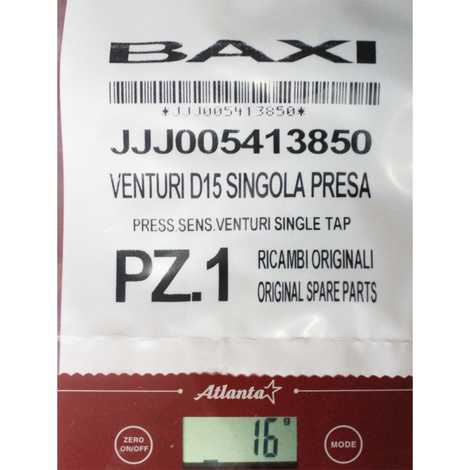 BAXI
*JJJ005413850*
JJJ005413850
VENTURI D15 SINGOLA PRESA
PRESS.SENS.VENTURI SINGLE TAP
PZ.1
RICAMBI ORIGINALI
ORIGINAL SPARE PARTS
Atlanta
ZERO
ON/OFF
16 g
MODE